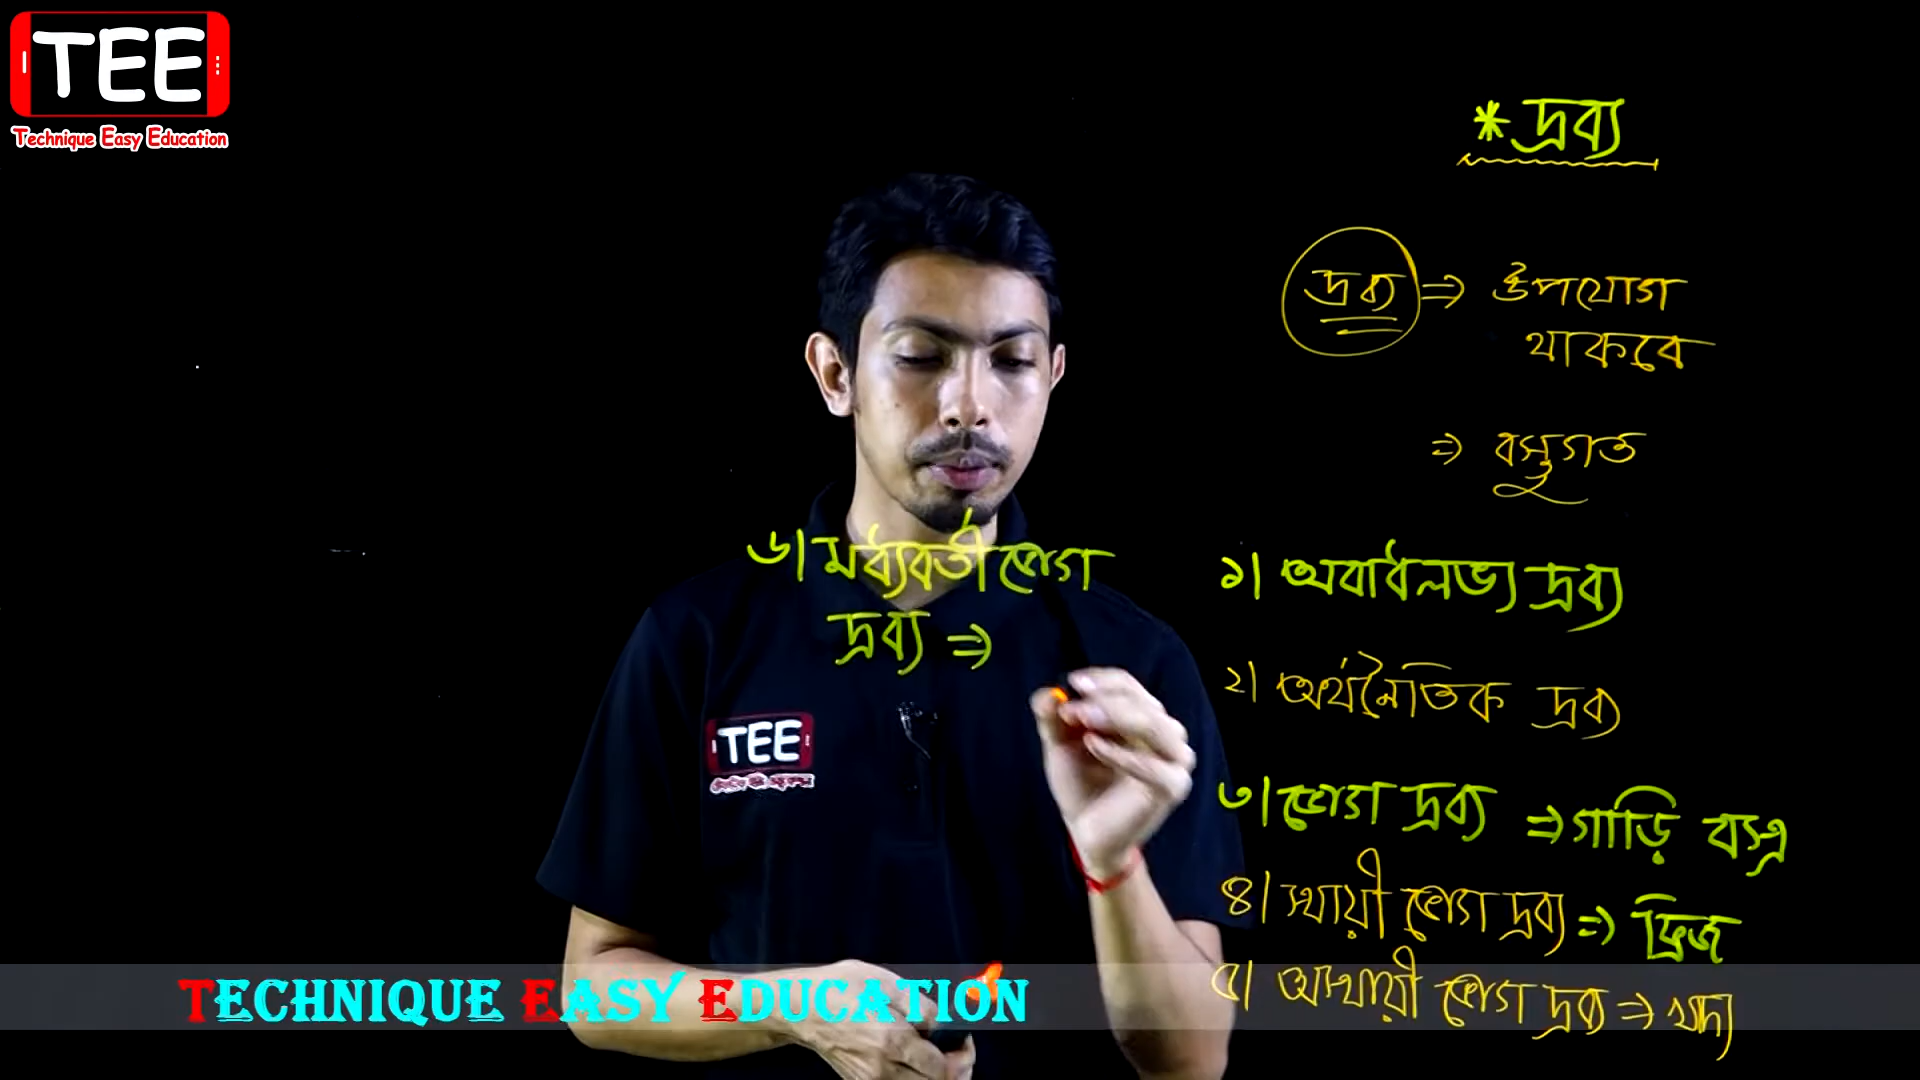 TEE
Technique Easy Education
* দ্রব্য
দ্রব্য ⇒ উপযোগ
থাকবে
⇒ বস্তুগত
১| অবাধলভ্য দ্রব্য
২| অর্থনৈতিক দ্রব্য
৩| ভোগ্য দ্রব্য ⇒ গাড়ি বস্ত্র
৪| স্থায়ী ভোগ্য দ্রব্য ⇒ ফ্রিজ
৫| অস্থায়ী ভোগ্য দ্রব্য ⇒ খাদ্য
৬| মধ্যবর্তী ভোগ্য
দ্রব্য ⇒
TEE
TECHNIQUE EASY EDUCATION